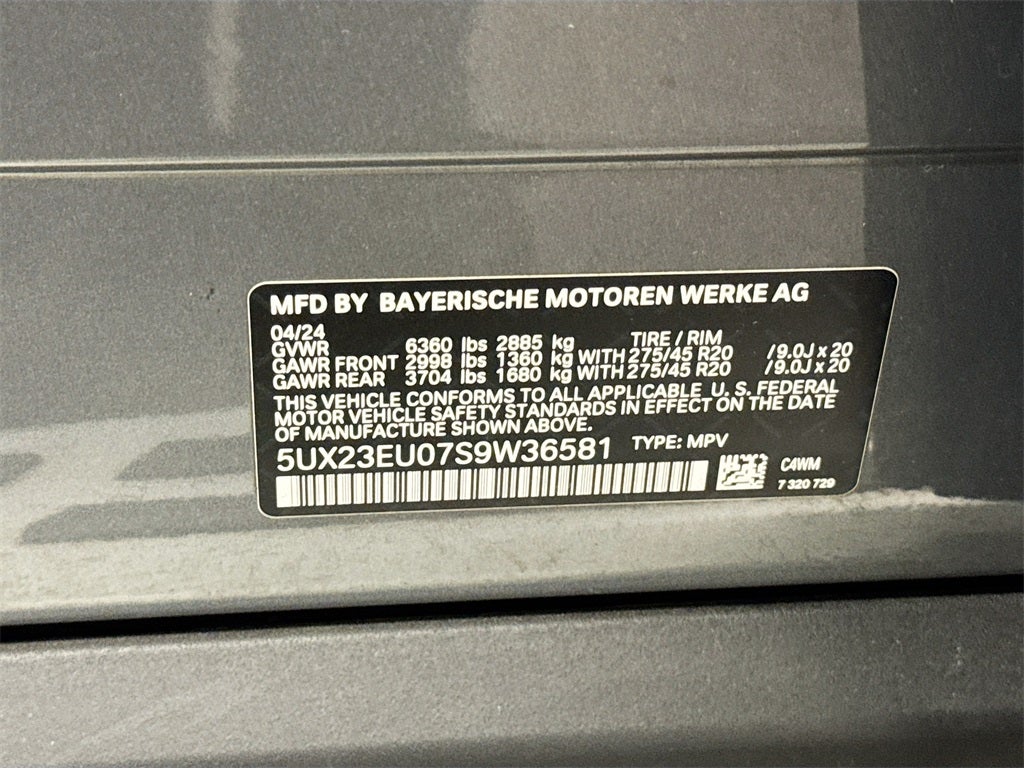 MFD BY BAYERISCHE MOTOREN WERKE AG
04/24
GVWR 6360 lbs 2885 kg TIRE / RIM
GAWR FRONT 2998 lbs 1360 kg WITH 275/45 R20 / 9.0J x 20
GAWR REAR 3704 lbs 1680 kg WITH 275/45 R20 / 9.0J x 20
THIS VEHICLE CONFORMS TO ALL APPLICABLE U. S. FEDERAL
MOTOR VEHICLE SAFETY STANDARDS IN EFFECT ON THE DATE
OF MANUFACTURE SHOWN ABOVE.
5UX23EU07S9W36581 TYPE: MPV
C4WM
7 320 729